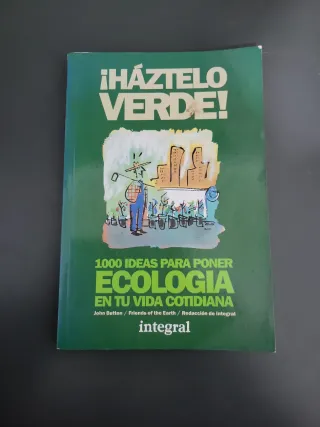 ¡HÁZTELO
VERDE!
1000 IDEAS PARA PONER
ECOLOGIA
EN TU VIDA COTIDIANA
John Button / Friends of the Earth / Redacción de Integral
integral